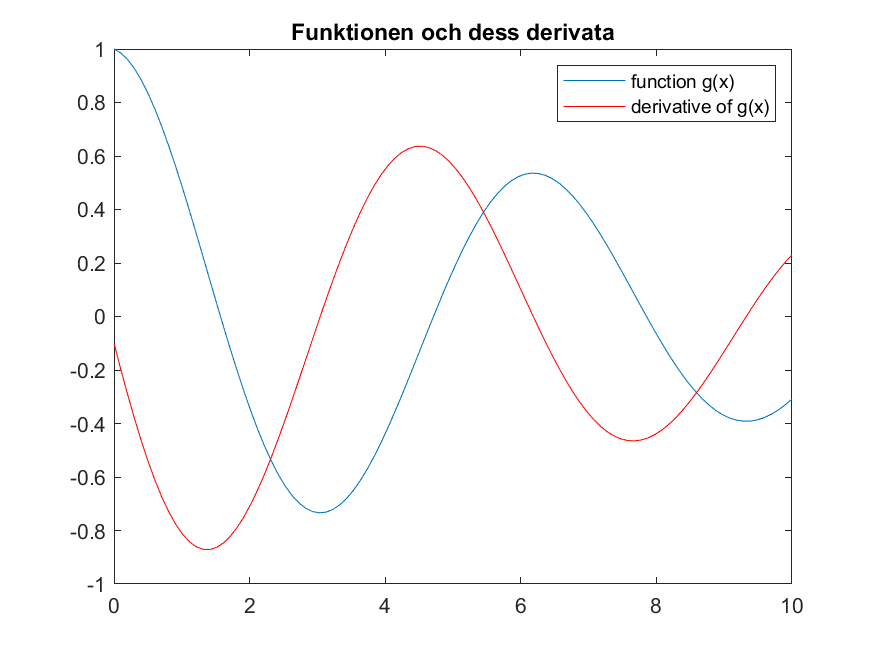 Funktionen och dess derivata
function g(x)
derivative of g(x)
1
0.8
0.6
0.4
0.2
0
-0.2
-0.4
-0.6
-0.8
-1
0 2 4 6 8 10